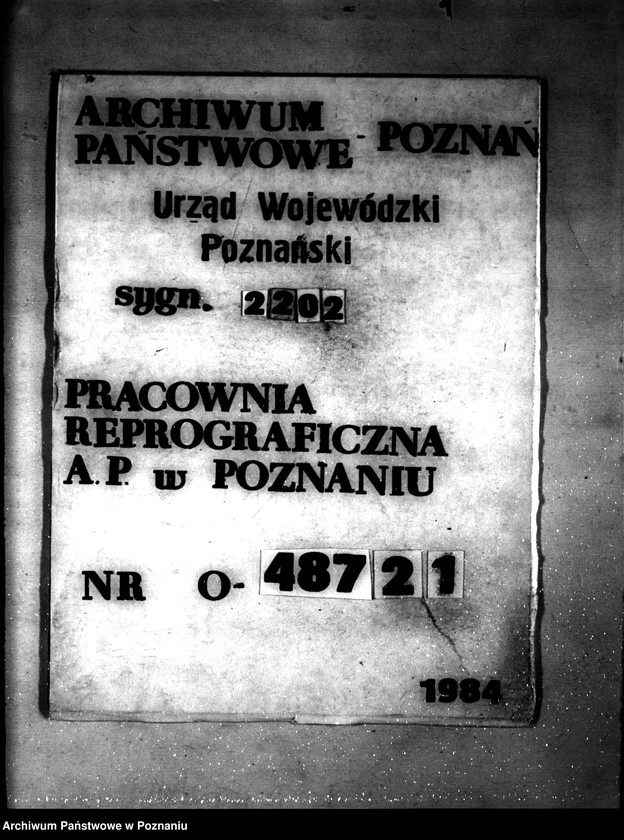 ARCHIWUM
PAŃSTWOWE - POZNAŃ
Urząd Wojewódzki
Poznański
sygn. 2202
PRACOWNIA
REPROGRAFICZNA
A.P. w POZNANIU
NR O-48721
1984
Archiwum Państwowe w Poznaniu